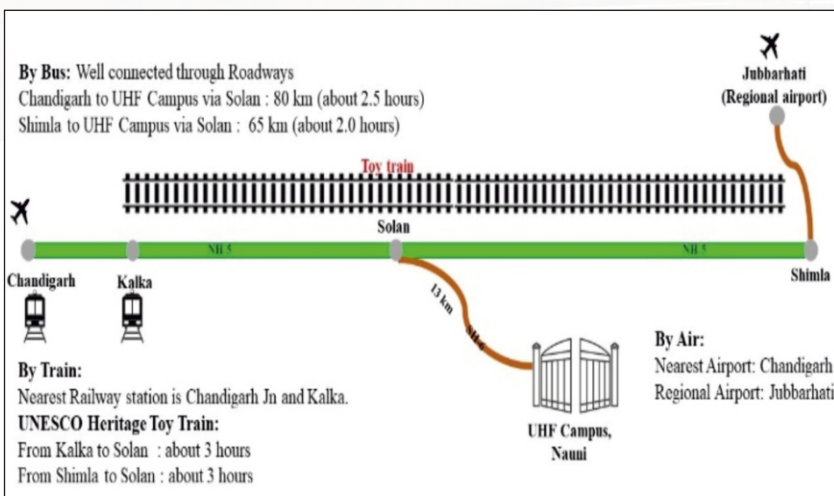 By Bus: Well connected through Roadways
Chandigarh to UHF Campus via Solan : 80 km (about 2.5 hours)
Shimla to UHF Campus via Solan : 65 km (about 2.0 hours)
Jubbarhati
(Regional airport)
Toy train
Solan
NH 5
NH 5
Chandigarh
Kalka
Shimla
13 km
SH-6
By Train:
Nearest Railway station is Chandigarh Jn and Kalka.
UNESCO Heritage Toy Train:
From Kalka to Solan : about 3 hours
From Shimla to Solan : about 3 hours
UHF Campus,
Nauni
By Air:
Nearest Airport: Chandigarh
Regional Airport: Jubbarhati